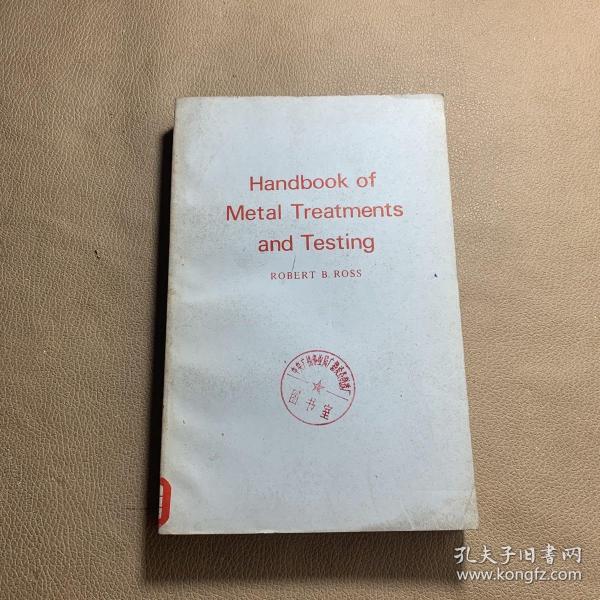 Handbook of
Metal Treatments
and Testing
ROBERT B. ROSS
图书室
孔夫子旧书网
www.kongfz.com